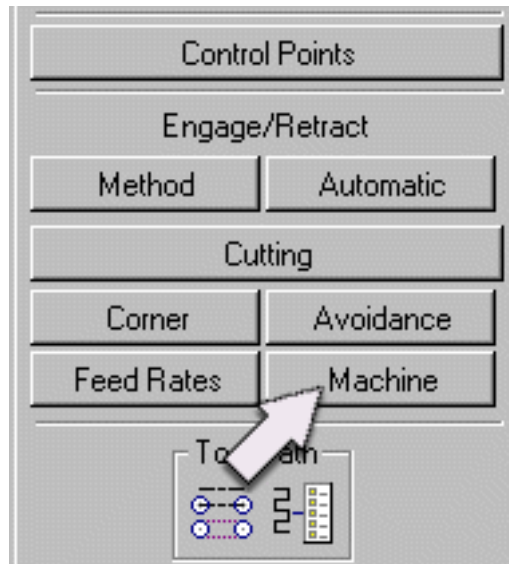 Control Points
Engage/Retract
Method Automatic
Cutting
Corner Avoidance
Feed Rates Machine